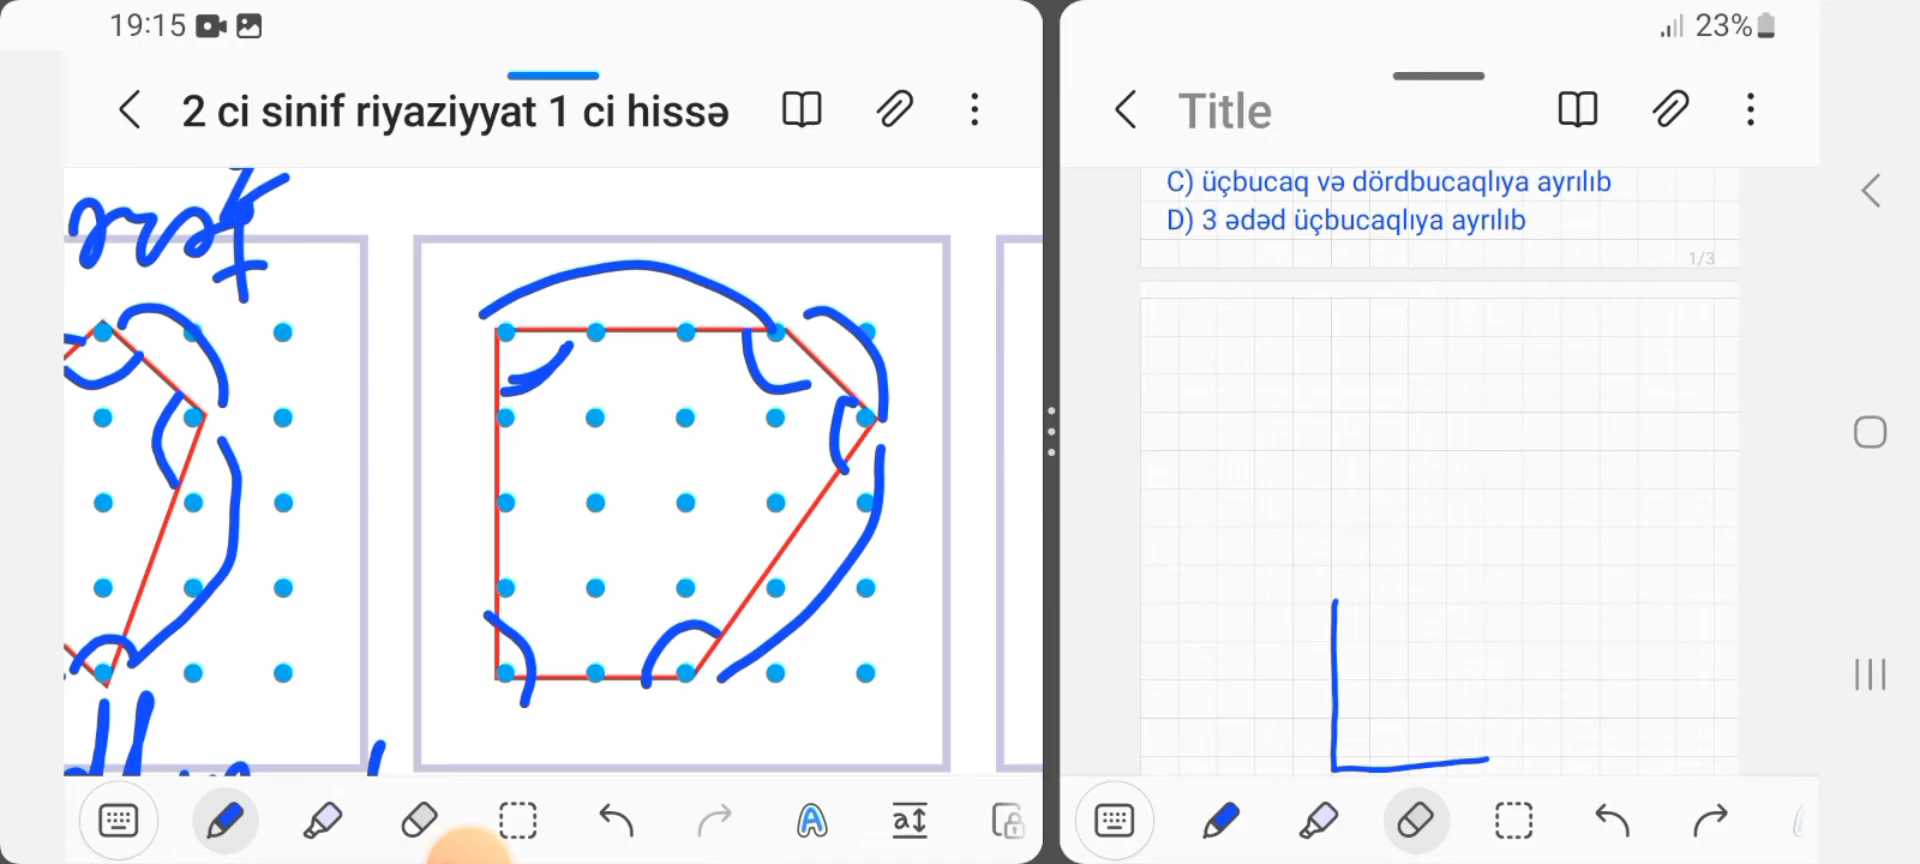 19:15
23%
2 ci sinif riyaziyyat 1 ci hissə
Title
C) üçbucaq və dördbucaqlıya ayrılıb
D) 3 ədəd üçbucaqlıya ayrılıb
1/3